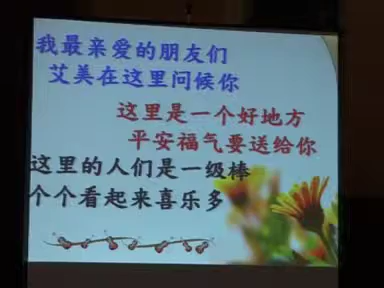 我最亲爱的朋友们
艾美在这里问候你
这里是一个好地方
平安福气要送给你
这里的人们是一级棒
个个看起来喜乐多